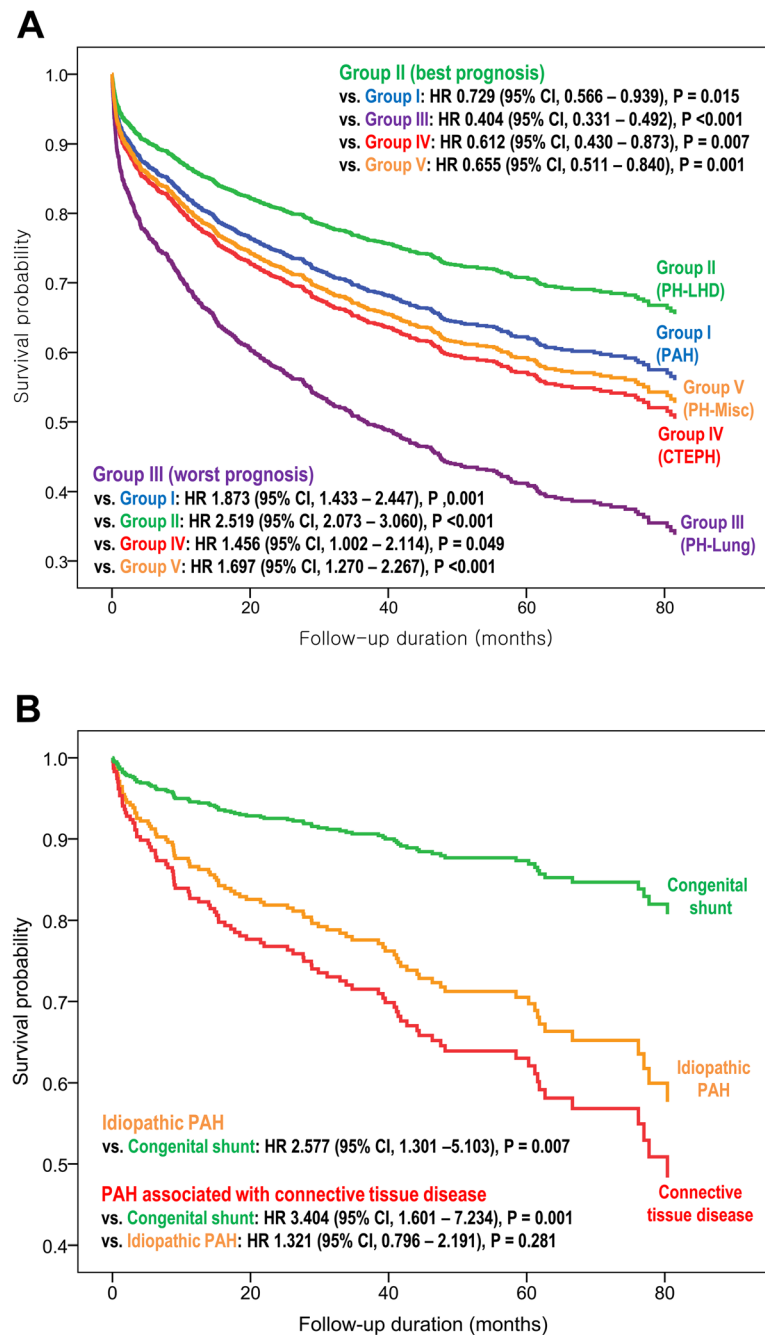 A
Group II (best prognosis)
vs. Group I: HR 0.729 (95% CI, 0.566 – 0.939), P = 0.015
vs. Group III: HR 0.404 (95% CI, 0.331 – 0.492), P <0.001
vs. Group IV: HR 0.612 (95% CI, 0.430 – 0.873), P = 0.007
vs. Group V: HR 0.655 (95% CI, 0.511 – 0.840), P = 0.001
1.0
0.9
0.8
0.7
0.6
0.5
0.4
0.3
Survival probability
Group II
(PH-LHD)
Group I
(PAH)
Group V
(PH-Misc)
Group IV
(CTEPH)
Group III
(PH-Lung)
Group III (worst prognosis)
vs. Group I: HR 1.873 (95% CI, 1.433 – 2.447), P ,0.001
vs. Group II: HR 2.519 (95% CI, 2.073 – 3.060), P <0.001
vs. Group IV: HR 1.456 (95% CI, 1.002 – 2.114), P = 0.049
vs. Group V: HR 1.697 (95% CI, 1.270 – 2.267), P <0.001
0 20 40 60 80
Follow-up duration (months)
B
1.0
0.9
0.8
0.7
0.6
0.5
0.4
Survival probability
Congenital
shunt
Idiopathic
PAH
Connective
tissue disease
Idiopathic PAH
vs. Congenital shunt: HR 2.577 (95% CI, 1.301 –5.103), P = 0.007
PAH associated with connective tissue disease
vs. Congenital shunt: HR 3.404 (95% CI, 1.601 – 7.234), P = 0.001
vs. Idiopathic PAH: HR 1.321 (95% CI, 0.796 – 2.191), P = 0.281
0 20 40 60 80
Follow-up duration (months)